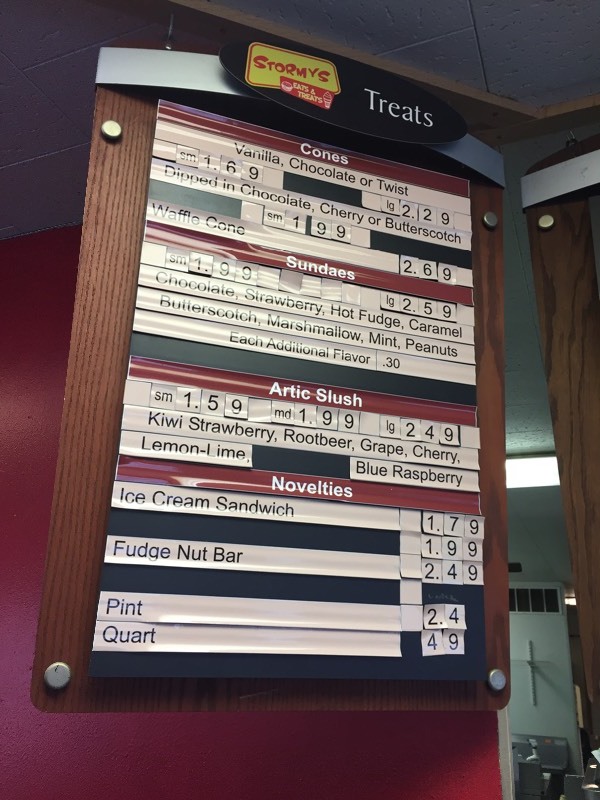 STORMYS
EATS &
TREATS
Treats
Cones
Vanilla, Chocolate or Twist
sm 1.69 lg 2.29
Dipped in Chocolate, Cherry or Butterscotch
sm 1 99
Waffle Cone 2.69
Sundaes
sm 1.99 lg 2.59
Chocolate, Strawberry, Hot Fudge, Caramel
Butterscotch, Marshmallow, Mint, Peanuts
Each Additional Flavor .30
Artic Slush
sm 1.59 md 1.99 lg 2 49
Kiwi Strawberry, Rootbeer, Grape, Cherry,
Lemon-Lime, Blue Raspberry
Novelties
Ice Cream Sandwich 1.79
1.99
Fudge Nut Bar 2.49
Pint 2.4
Quart 49